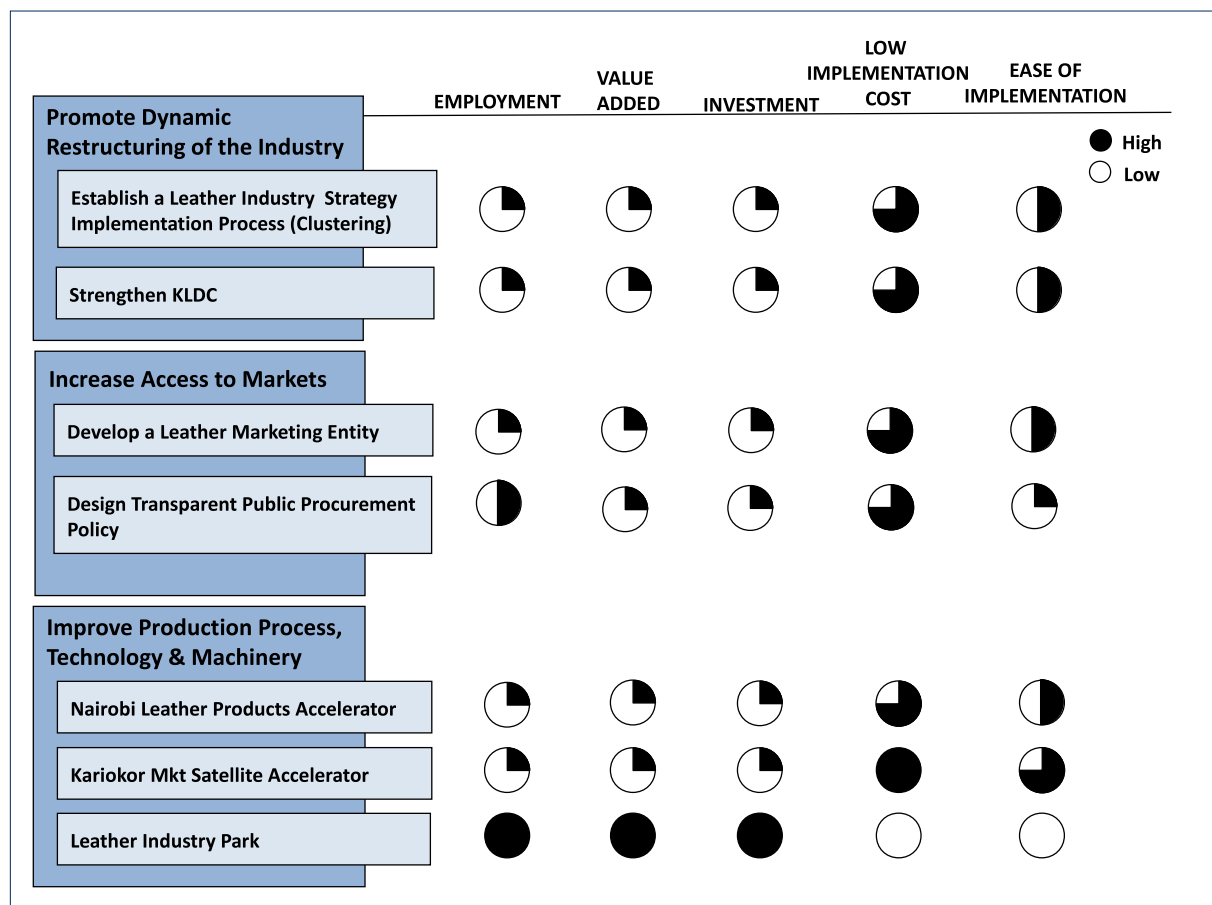 EMPLOYMENT
VALUE
ADDED
INVESTMENT
LOW
IMPLEMENTATION
COST
EASE OF
IMPLEMENTATION
High
Low
Promote Dynamic
Restructuring of the Industry
Establish a Leather Industry Strategy
Implementation Process (Clustering)
Strengthen KLDC
Increase Access to Markets
Develop a Leather Marketing Entity
Design Transparent Public Procurement
Policy
Improve Production Process,
Technology & Machinery
Nairobi Leather Products Accelerator
Kariokor Mkt Satellite Accelerator
Leather Industry Park